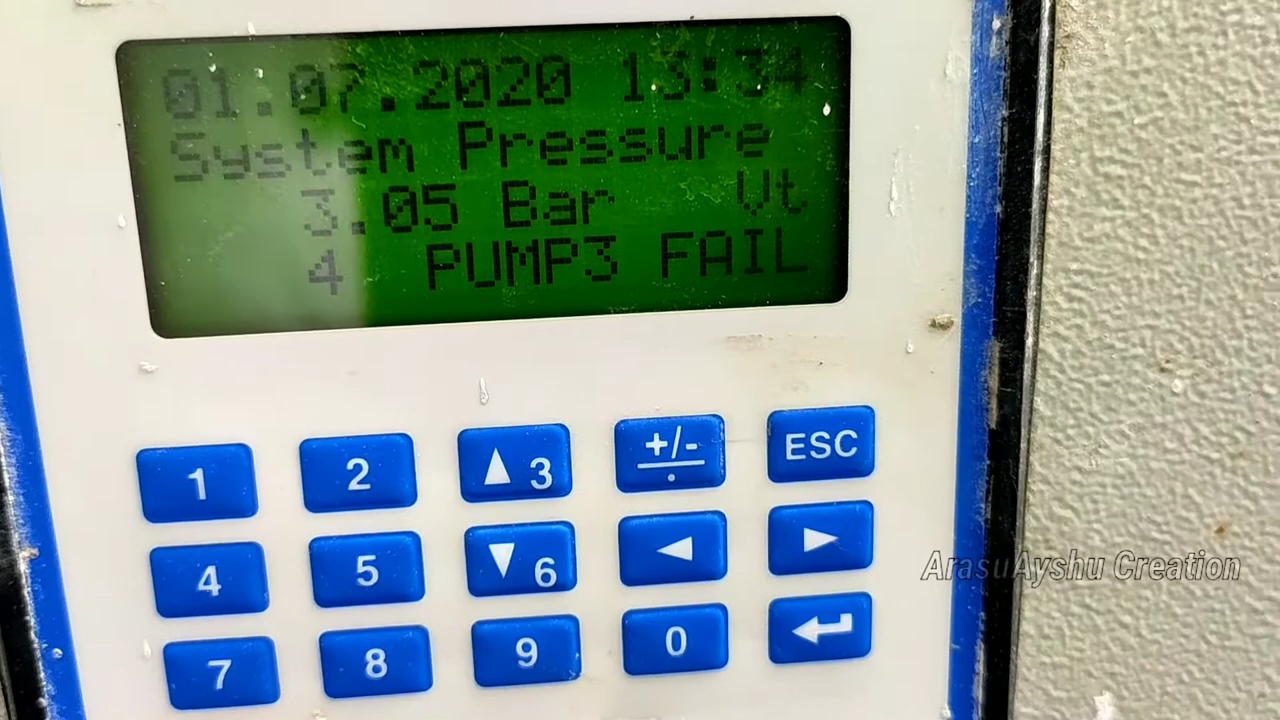 01.07.2020 13:34
System Pressure
3.05 Bar Vt
4 PUMP3 FAIL
1 2 ▲ 3 +/- . ESC
4 5 ▼ 6 ◀ ▶
7 8 9 0 ↵
ArasuAyshu Creation